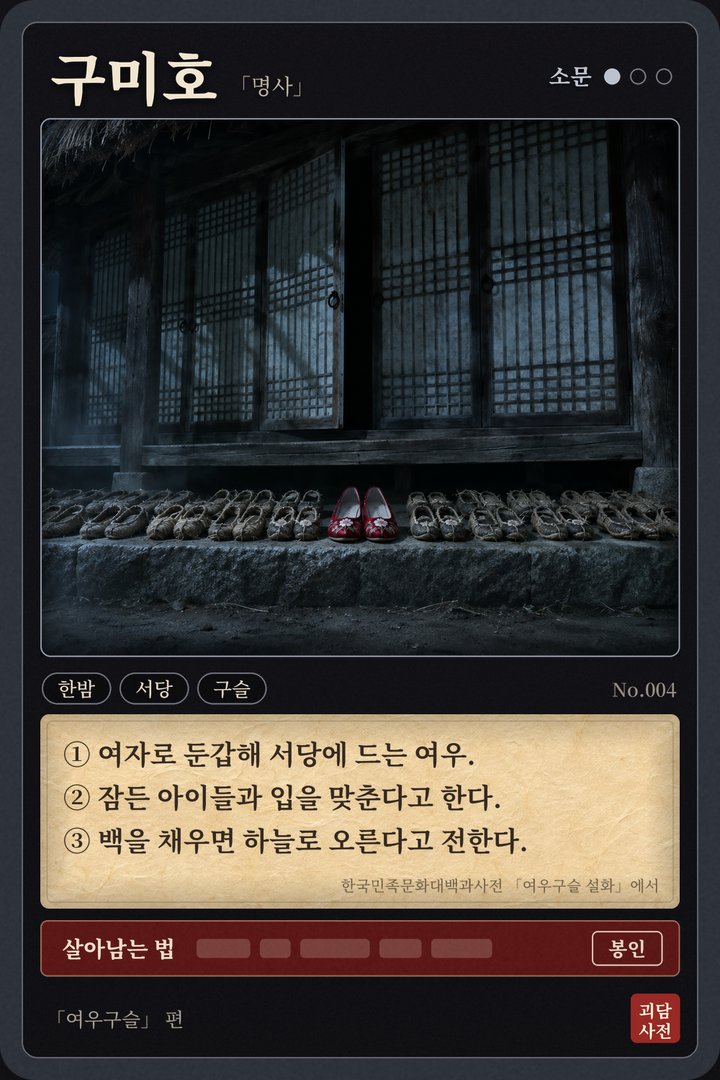 구미호 「명사」 소문
한밤 서당 구슬 No.004
① 여자로 둔갑해 서당에 드는 여우.
② 잠든 아이들과 입을 맞춘다고 한다.
③ 백을 채우면 하늘로 오른다고 전한다.
한국민족문화대백과사전 「여우구슬 설화」에서
살아남는 법 봉인
「여우구슬」 편
괴담
사전